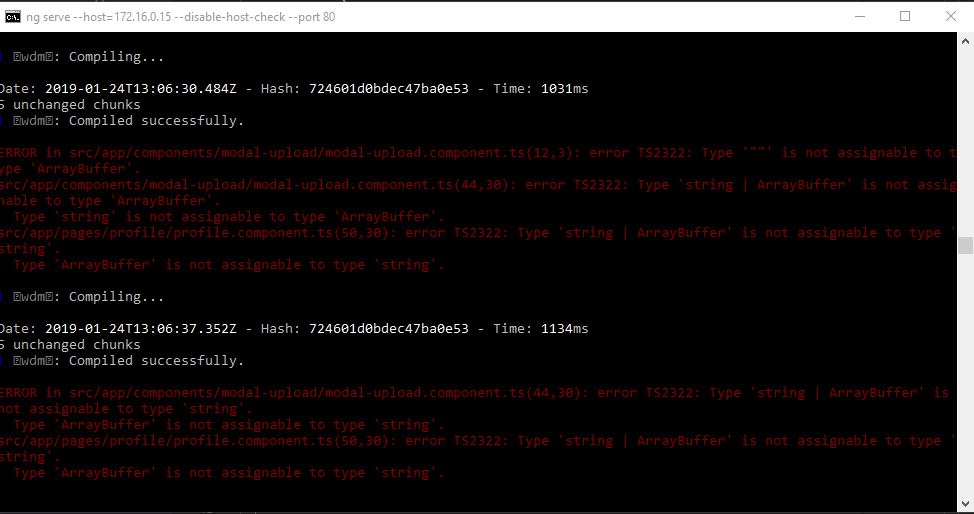 ng serve --host=172.16.0.15 --disable-host-check --port 80
wdm: Compiling...
Date: 2019-01-24T13:06:30.484Z - Hash: 724601d0bdec47ba0e53 - Time: 1031ms
5 unchanged chunks
wdm: Compiled successfully.
ERROR in src/app/components/modal-upload/modal-upload.component.ts(12,3): error TS2322: Type '""' is not assignable to t
ype 'ArrayBuffer'.
src/app/components/modal-upload/modal-upload.component.ts(44,30): error TS2322: Type 'string | ArrayBuffer' is not assig
nable to type 'ArrayBuffer'.
Type 'string' is not assignable to type 'ArrayBuffer'.
src/app/pages/profile/profile.component.ts(50,30): error TS2322: Type 'string | ArrayBuffer' is not assignable to type '
string'.
Type 'ArrayBuffer' is not assignable to type 'string'.
wdm: Compiling...
Date: 2019-01-24T13:06:37.352Z - Hash: 724601d0bdec47ba0e53 - Time: 1134ms
5 unchanged chunks
wdm: Compiled successfully.
ERROR in src/app/components/modal-upload/modal-upload.component.ts(44,30): error TS2322: Type 'string | ArrayBuffer' is
not assignable to type 'string'.
Type 'ArrayBuffer' is not assignable to type 'string'.
src/app/pages/profile/profile.component.ts(50,30): error TS2322: Type 'string | ArrayBuffer' is not assignable to type '
string'.
Type 'ArrayBuffer' is not assignable to type 'string'.